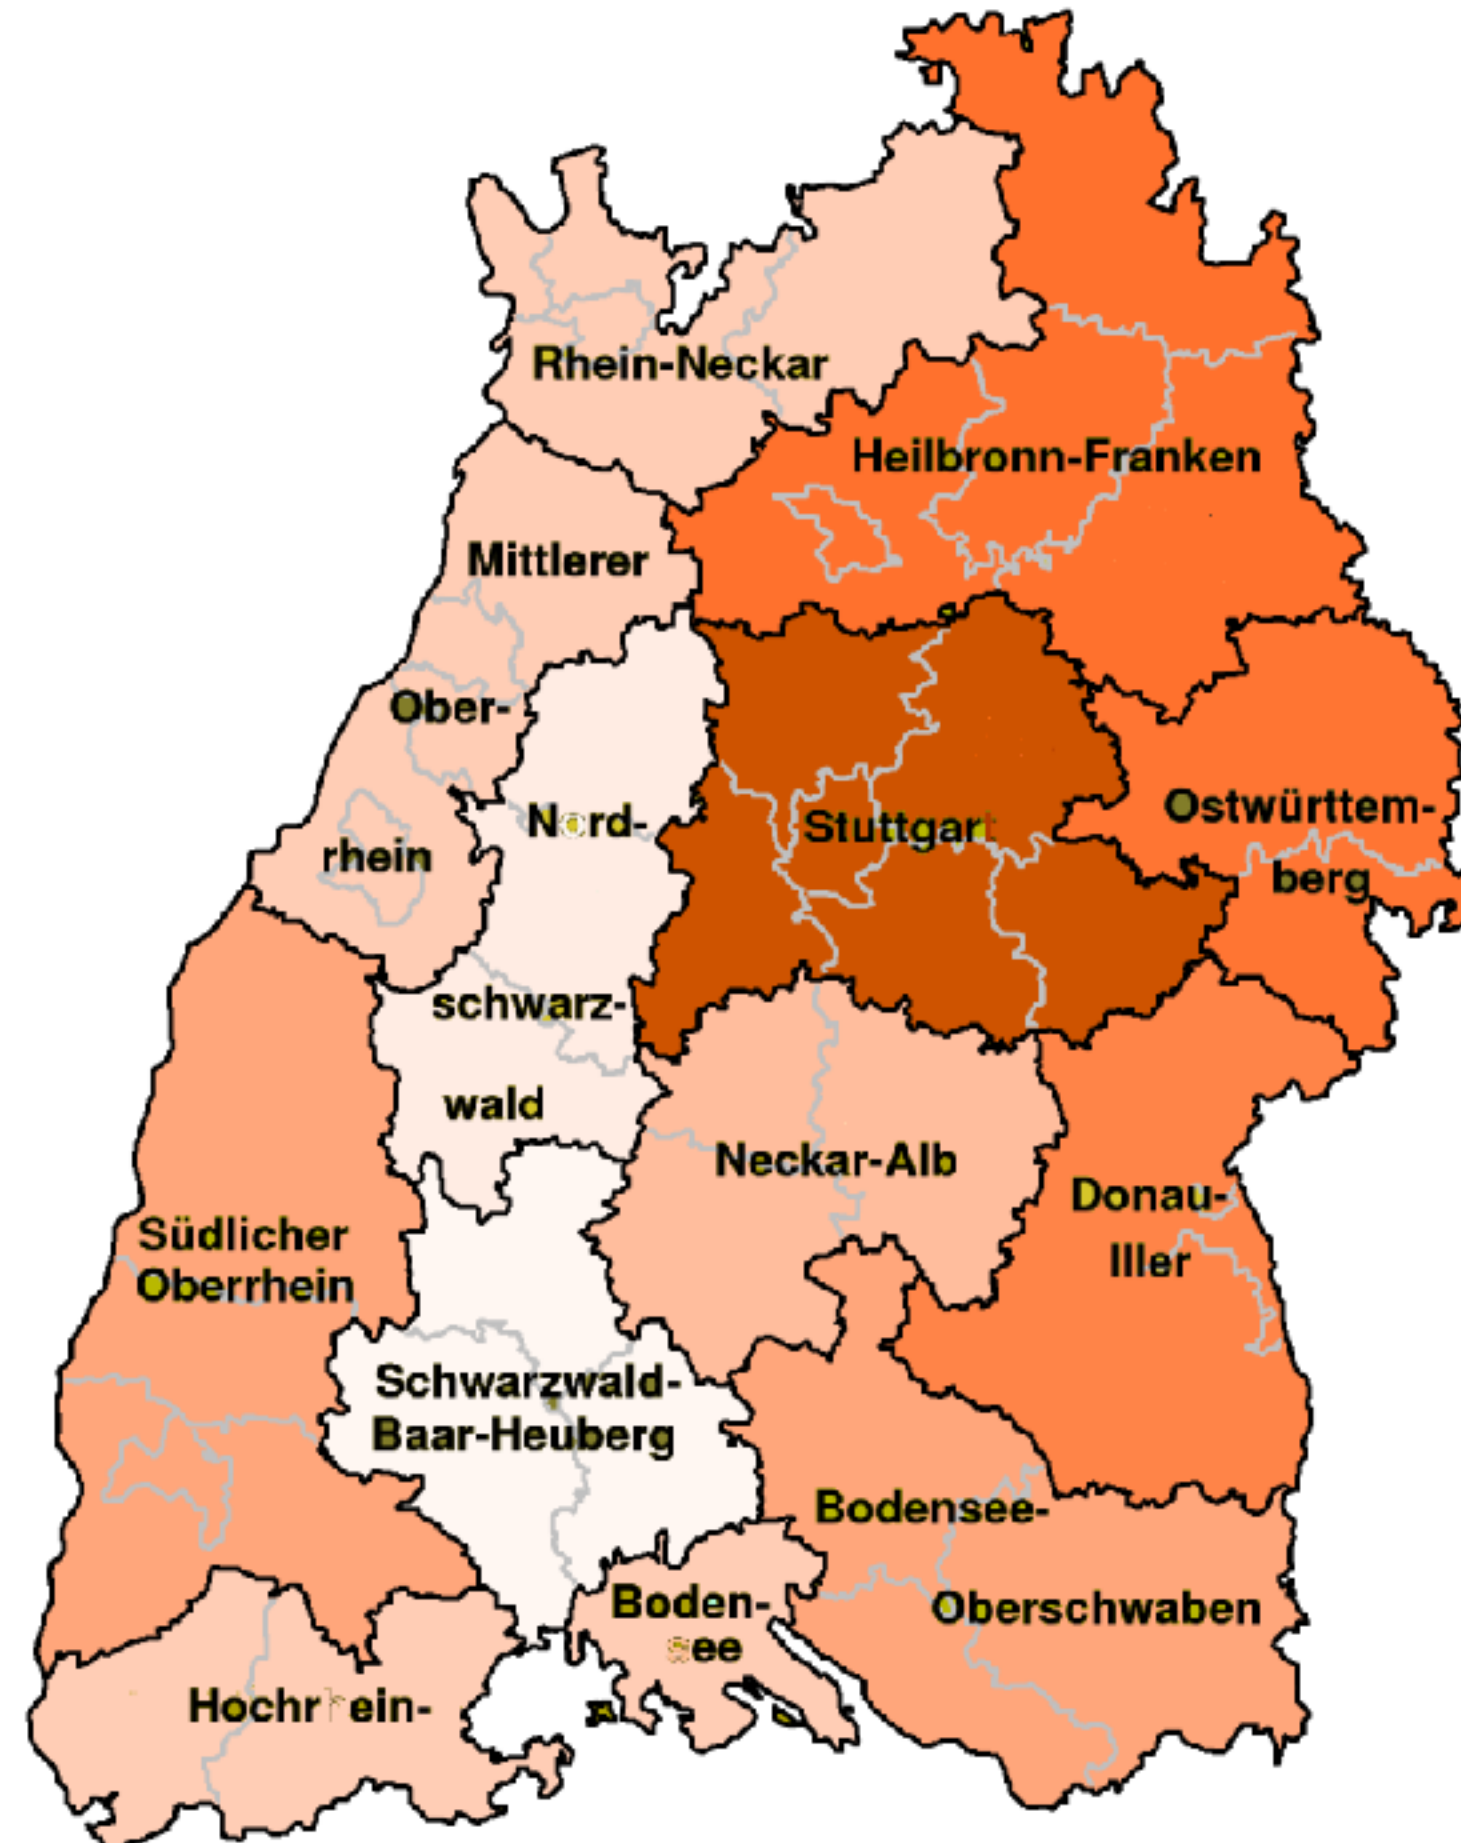 Rhein-Neckar
Heilbronn-Franken
Mittlerer
Ober-
rhein
Nord-
schwarz-
wald
Stuttgart
Ostwürttem-
berg
Neckar-Alb
Donau-
Iller
Südlicher
Oberrhein
Schwarzwald-
Baar-Heuberg
Bodensee-
Oberschwaben
Hochrhein-
Boden-
see